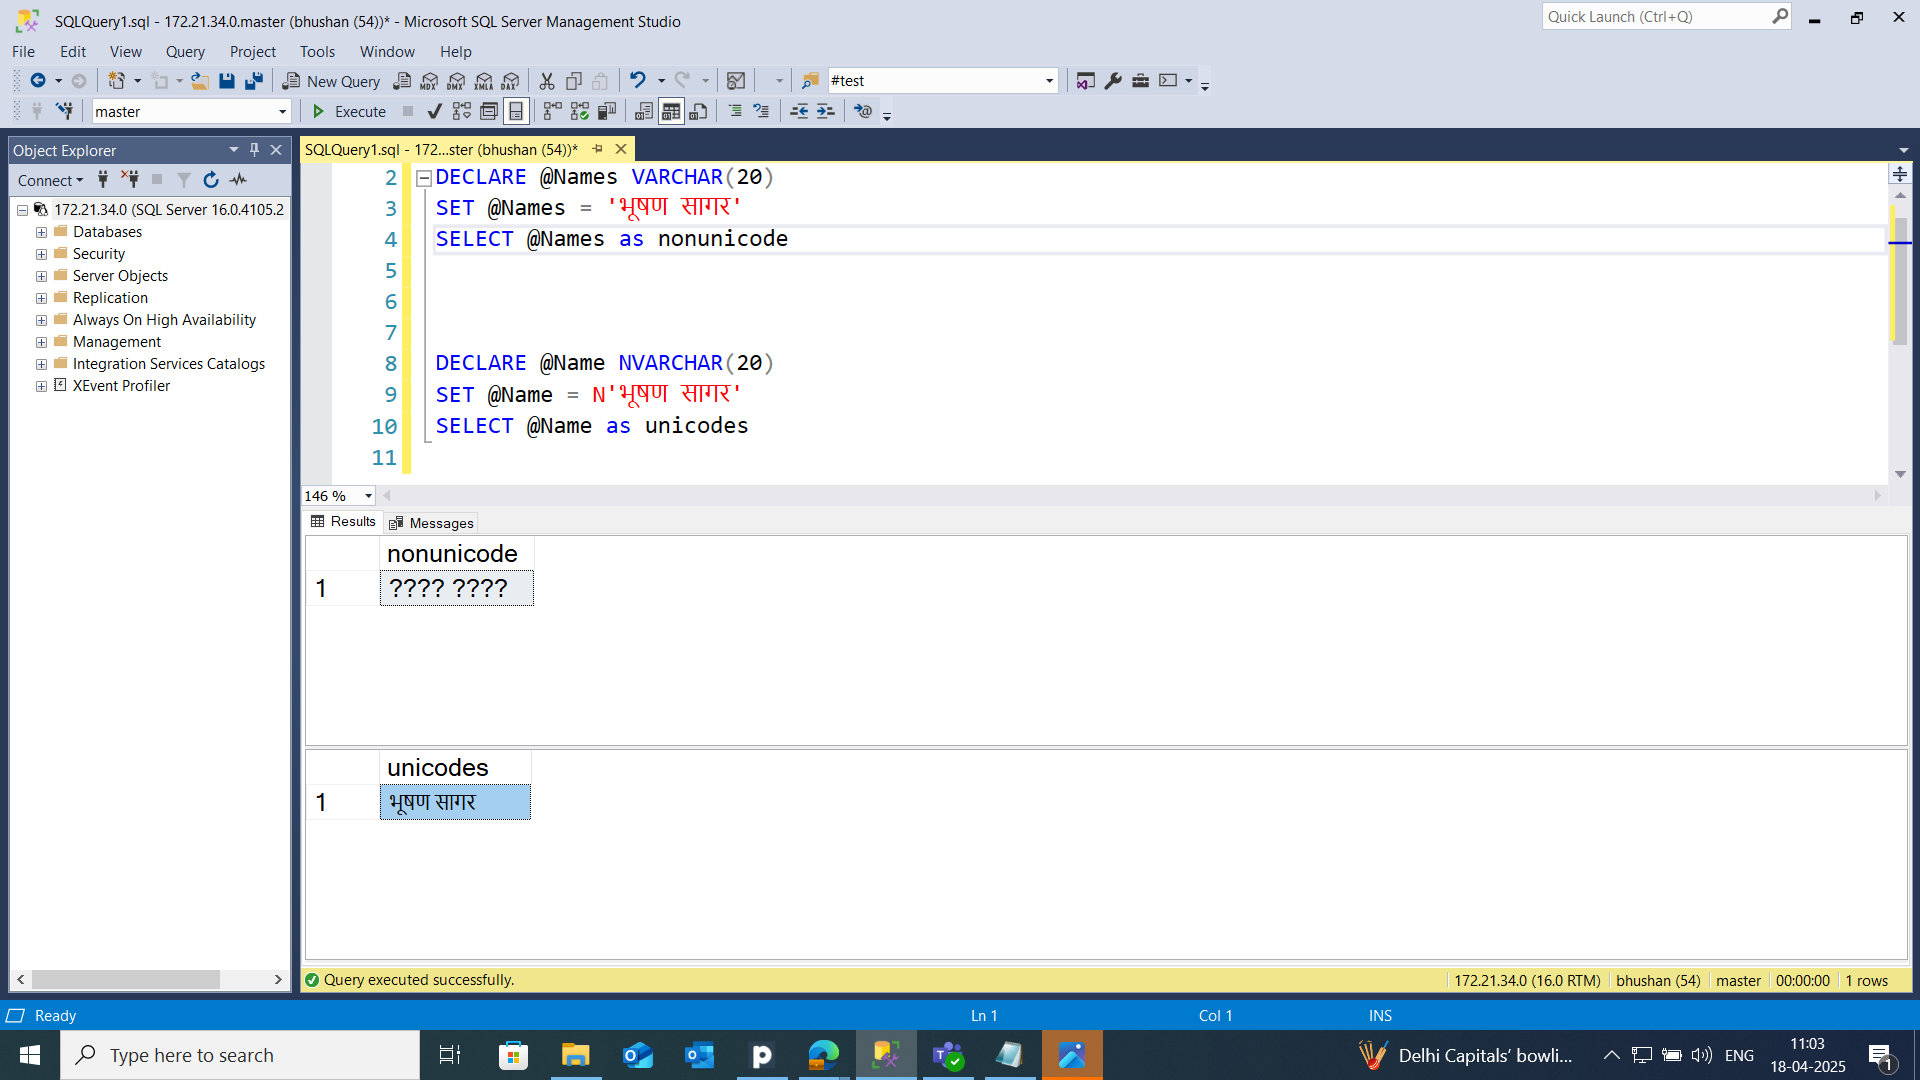 SQLQuery1.sql - 172.21.34.0.master (bhushan (54))* - Microsoft SQL Server Management Studio
Quick Launch (Ctrl+Q)
File Edit View Query Project Tools Window Help
New Query MDX DMX XMLA DAX #test
master Execute
Object Explorer
SQLQuery1.sql - 172...ster (bhushan (54))*
Connect
172.21.34.0 (SQL Server 16.0.4105.2
Databases
Security
Server Objects
Replication
Always On High Availability
Management
Integration Services Catalogs
XEvent Profiler
2 DECLARE @Names VARCHAR(20)
3 SET @Names = 'भूषण सागर'
4 SELECT @Names as nonunicode
5
6
7
8 DECLARE @Name NVARCHAR(20)
9 SET @Name = N'भूषण सागर'
10 SELECT @Name as unicodes
11
146 %
Results Messages
nonunicode
1 ???? ????
unicodes
1 भूषण सागर
Query executed successfully. 172.21.34.0 (16.0 RTM) bhushan (54) master 00:00:00 1 rows
Ready Ln 1 Col 1 INS
Type here to search Delhi Capitals' bowli... ENG 11:03
18-04-2025 1